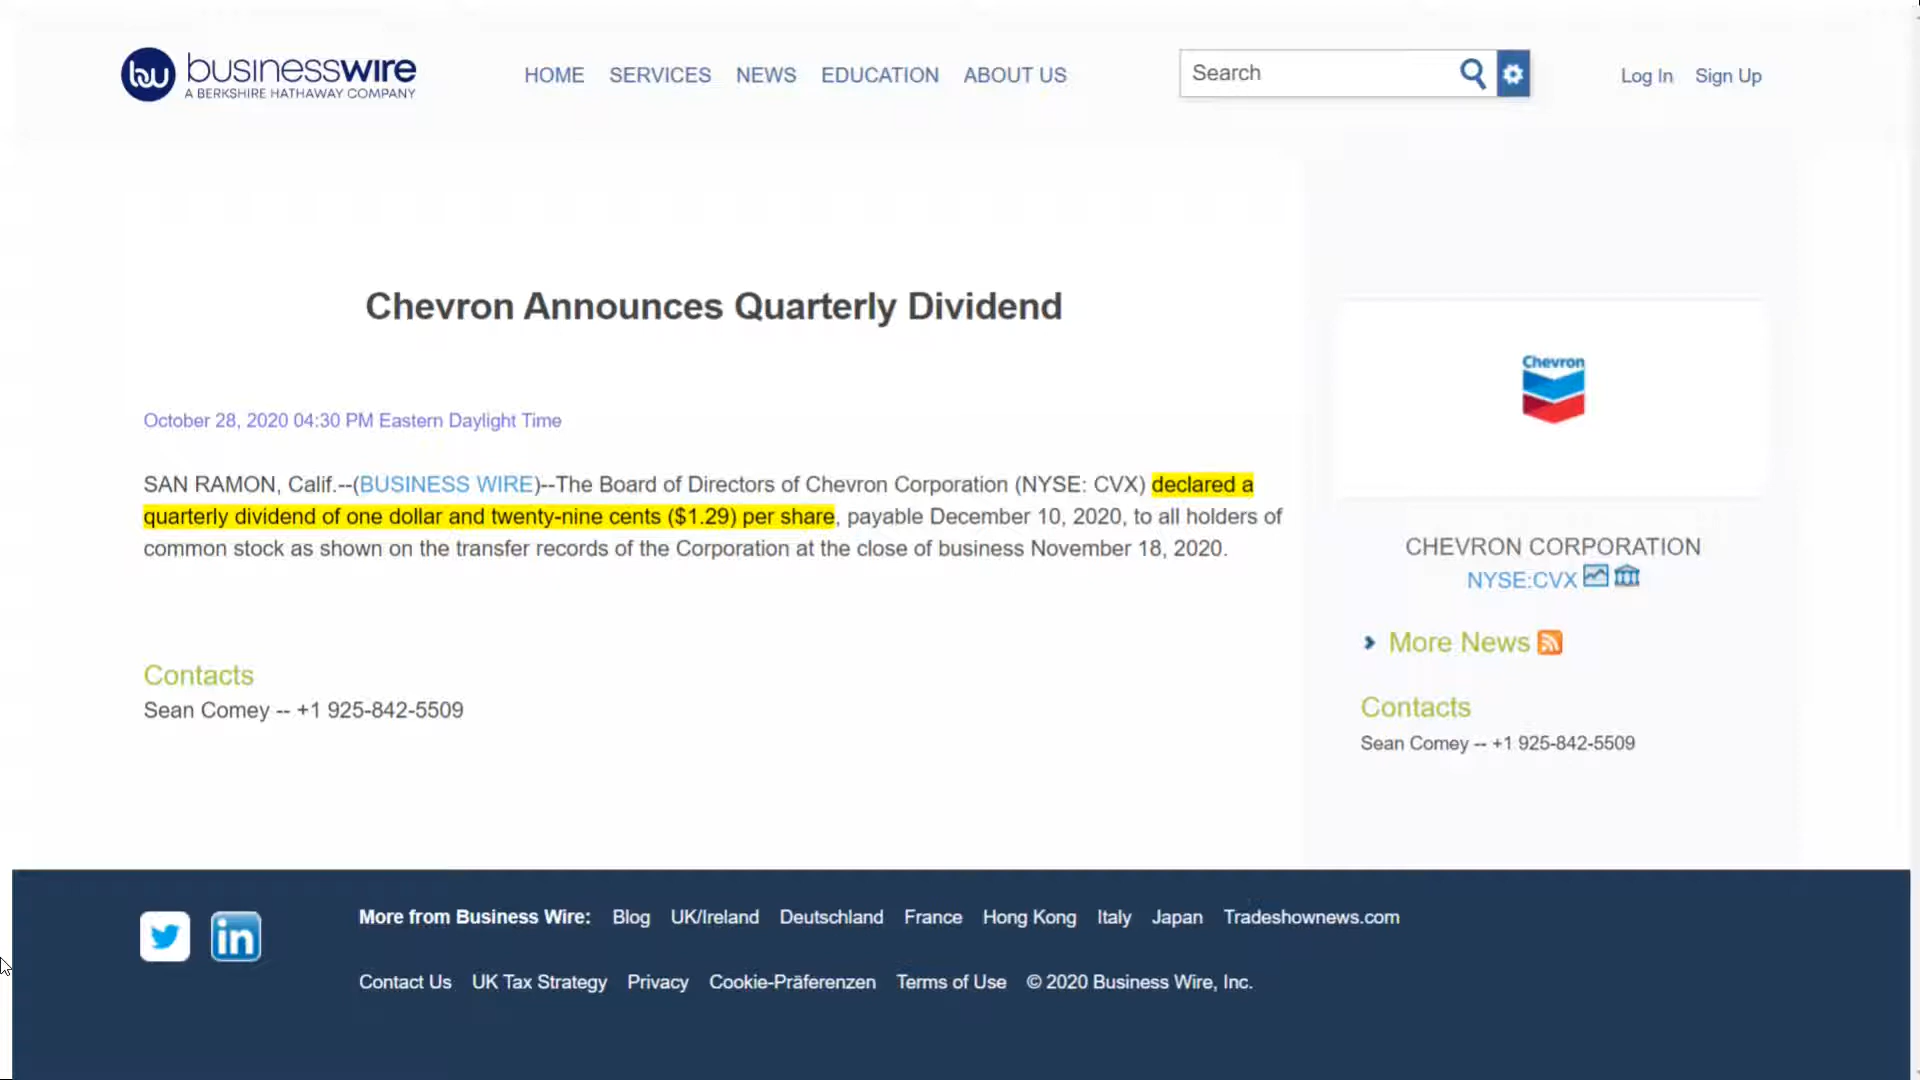 businesswire
A BERKSHIRE HATHAWAY COMPANY
HOME SERVICES NEWS EDUCATION ABOUT US
Search
Log In Sign Up
Chevron Announces Quarterly Dividend
October 28, 2020 04:30 PM Eastern Daylight Time
SAN RAMON, Calif.--(BUSINESS WIRE)--The Board of Directors of Chevron Corporation (NYSE: CVX) declared a
quarterly dividend of one dollar and twenty-nine cents ($1.29) per share, payable December 10, 2020, to all holders of
common stock as shown on the transfer records of the Corporation at the close of business November 18, 2020.
Contacts
Sean Comey -- +1 925-842-5509
Chevron
CHEVRON CORPORATION
NYSE:CVX
More News
Contacts
Sean Comey -- +1 925-842-5509
More from Business Wire: Blog UK/Ireland Deutschland France Hong Kong Italy Japan Tradeshownews.com
Contact Us UK Tax Strategy Privacy Cookie-Präferenzen Terms of Use © 2020 Business Wire, Inc.